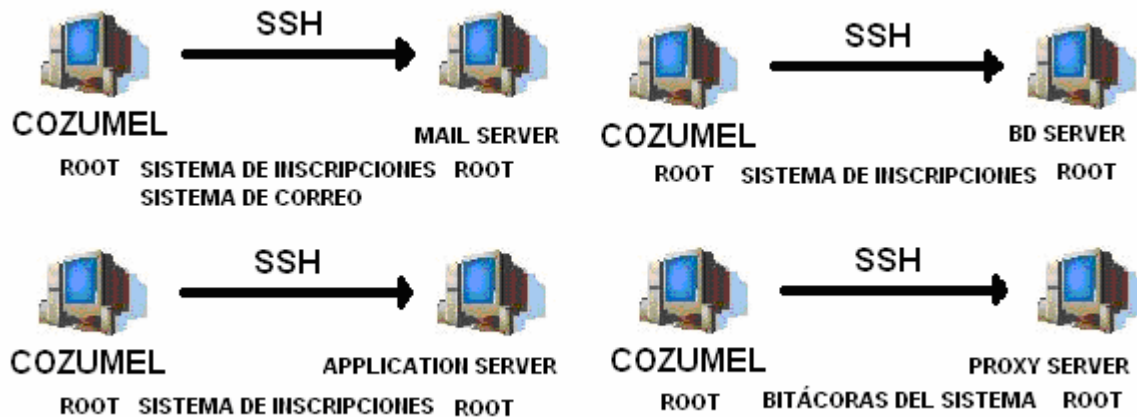 SSH
COZUMEL
MAIL SERVER
ROOT SISTEMA DE INSCRIPCIONES ROOT
SISTEMA DE CORREO
SSH
COZUMEL
BD SERVER
ROOT SISTEMA DE INSCRIPCIONES ROOT
SSH
COZUMEL
APPLICATION SERVER
ROOT SISTEMA DE INSCRIPCIONES ROOT
SSH
COZUMEL
PROXY SERVER
ROOT BITÁCORAS DEL SISTEMA ROOT